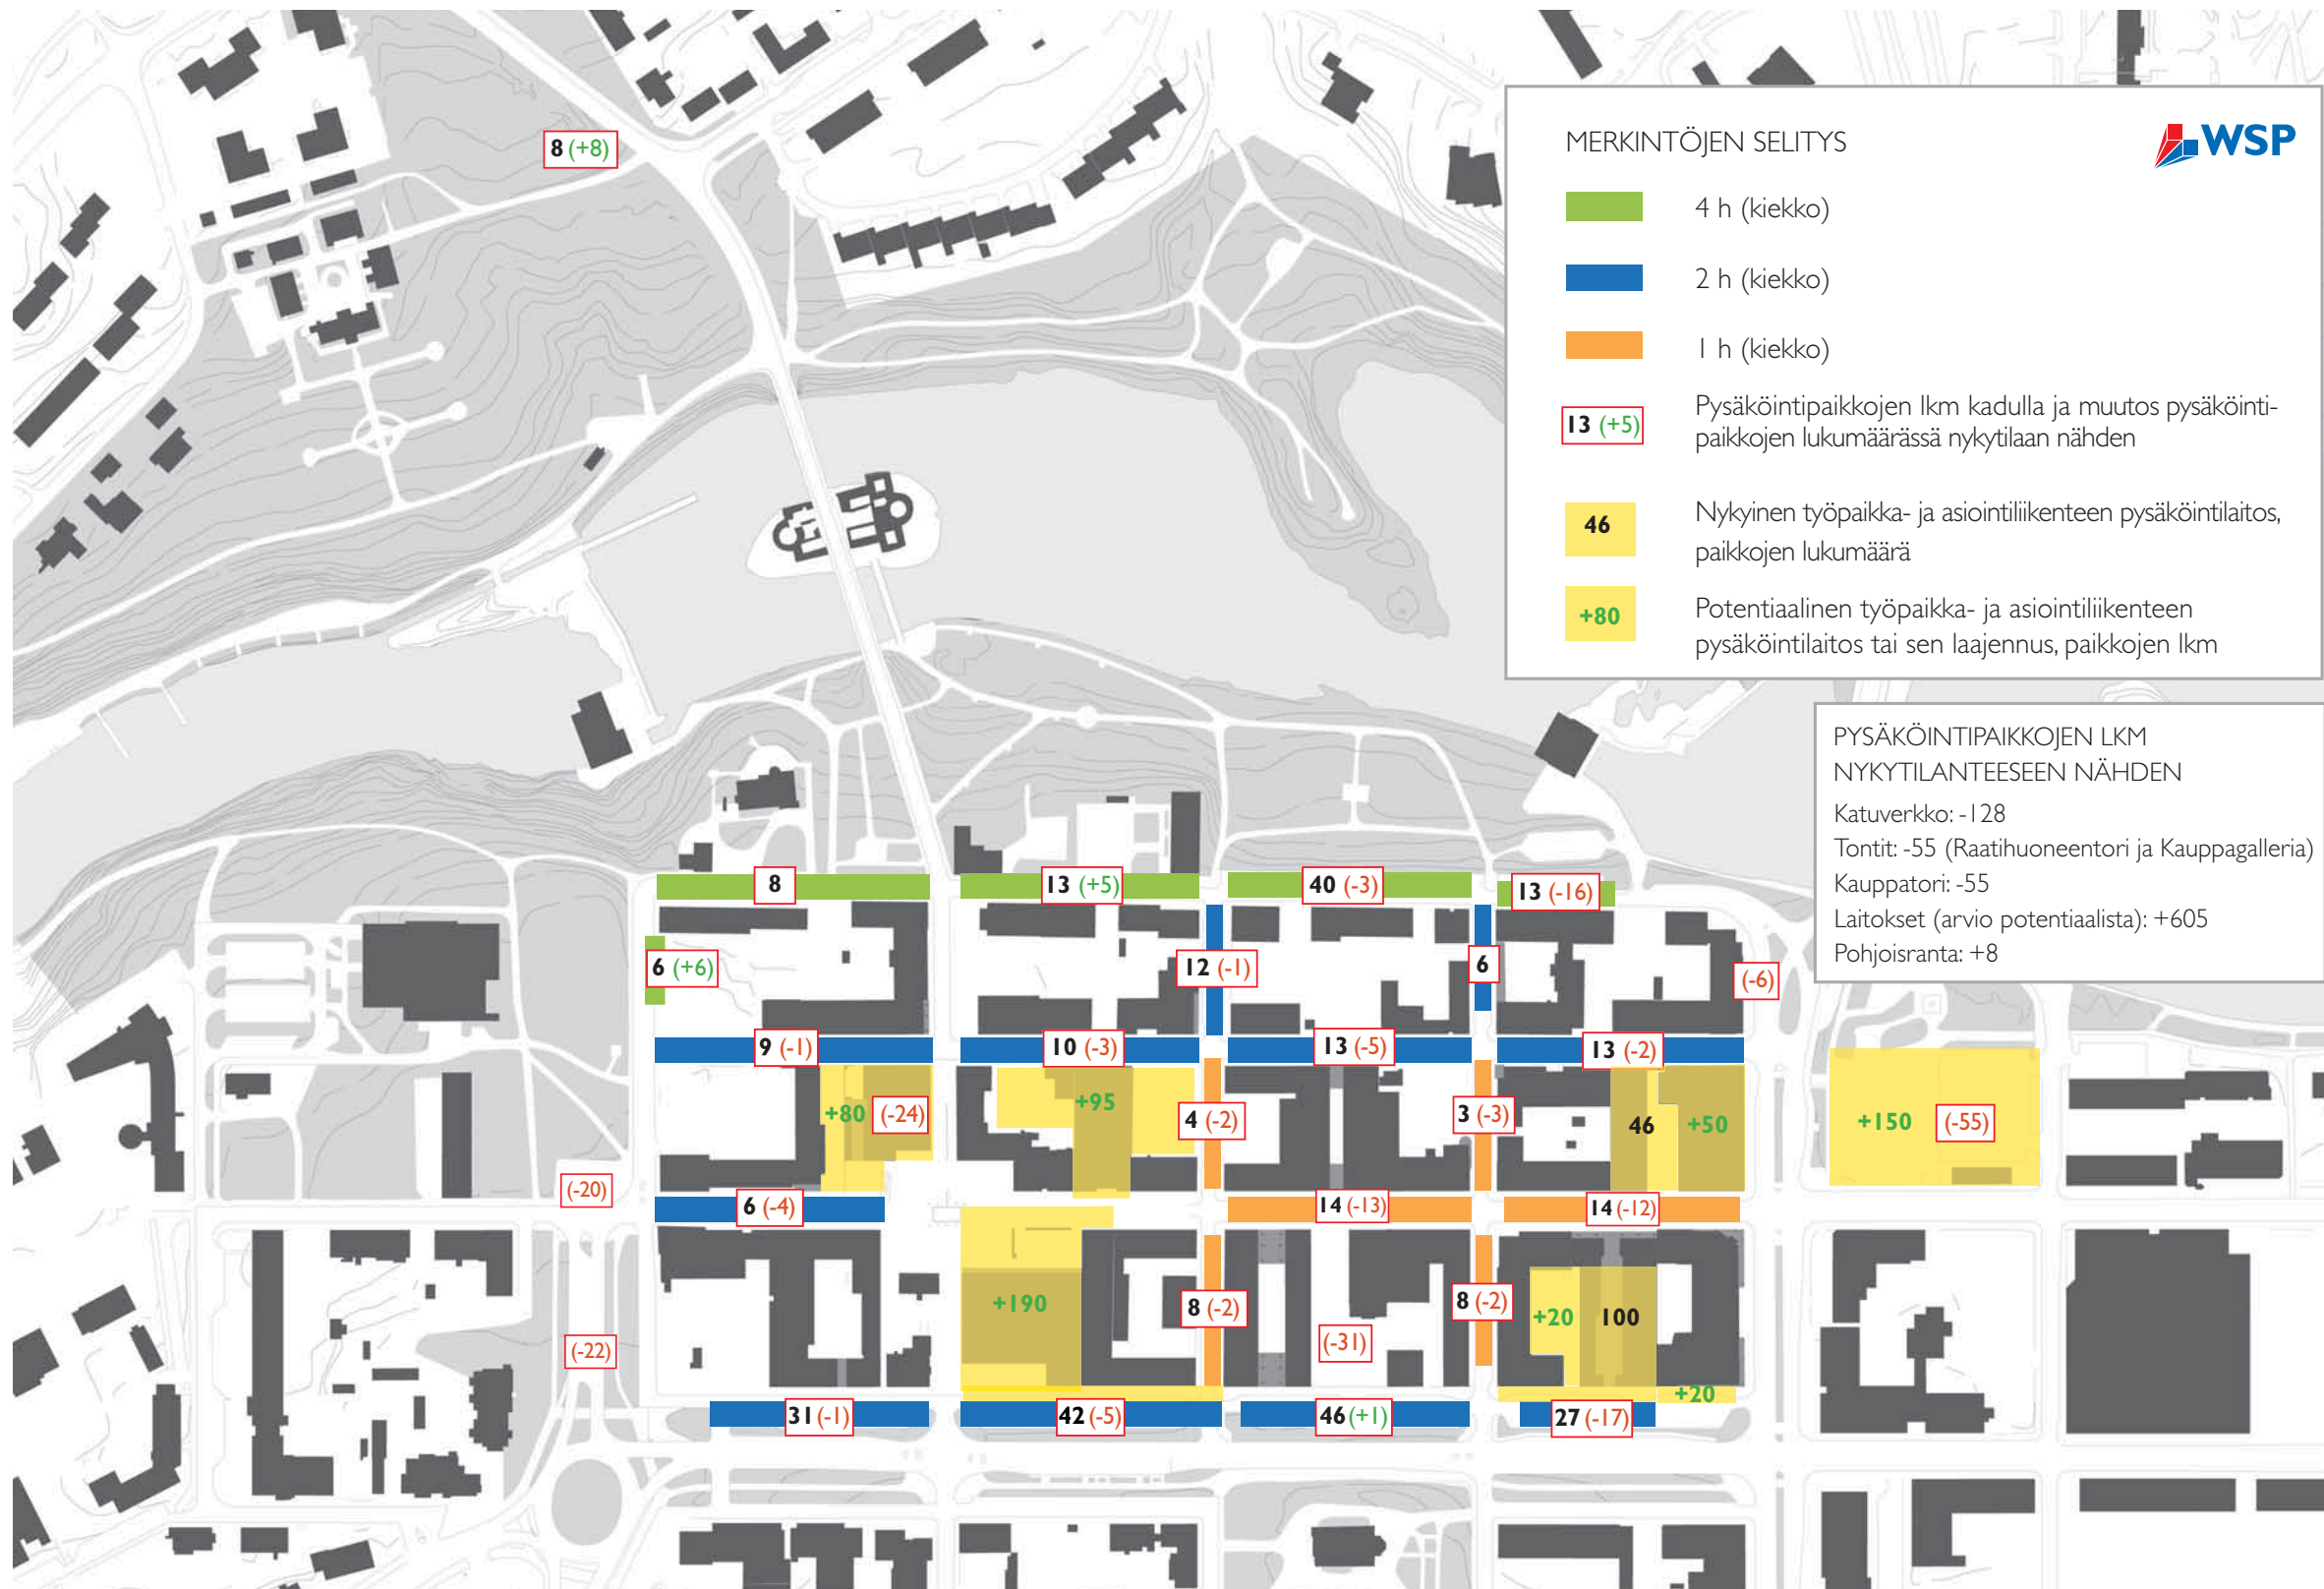 8 (+8)
MERKINTÖJEN SELITYS
WSP
4 h (kiekko)
2 h (kiekko)
1 h (kiekko)
13 (+5)
Pysäköintipaikkojen lkm kadulla ja muutos pysäköinti-
paikkojen lukumäärässä nykytilaan nähden
46
Nykyinen työpaikka- ja asiointiliikenteen pysäköintilaitos,
paikkojen lukumäärä
+80
Potentiaalinen työpaikka- ja asiointiliikenteen
pysäköintilaitos tai sen laajennus, paikkojen lkm
PYSÄKÖINTIPAIKKOJEN LKM
NYKYTILANTEESEEN NÄHDEN
Katuverkko: -128
Tontit: -55 (Raatihuoneentori ja Kauppagalleria)
Kauppatori: -55
Laitokset (arvio potentiaalista): +605
Pohjoisranta: +8
8
13 (+5)
40 (-3)
13 (-16)
6 (+6)
12 (-1)
6
(-6)
9 (-1)
10 (-3)
13 (-5)
13 (-2)
+80
(-24)
+95
4 (-2)
3 (-3)
46
+50
+150
(-55)
(-20)
6 (-4)
14 (-13)
14 (-12)
+190
8 (-2)
8 (-2)
+20
100
(-22)
(-31)
+20
31 (-1)
42 (-5)
46 (+1)
27 (-17)